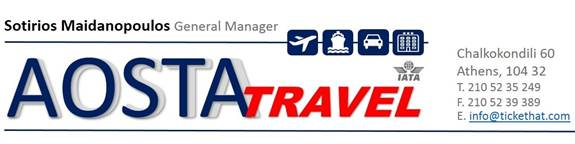 Sotirios Maidanopoulos General Manager
AOSTA TRAVEL
IATA
Chalkokondili 60
Athens, 104 32
T. 210 52 35 249
F. 210 52 39 389
E. info@tickethat.com